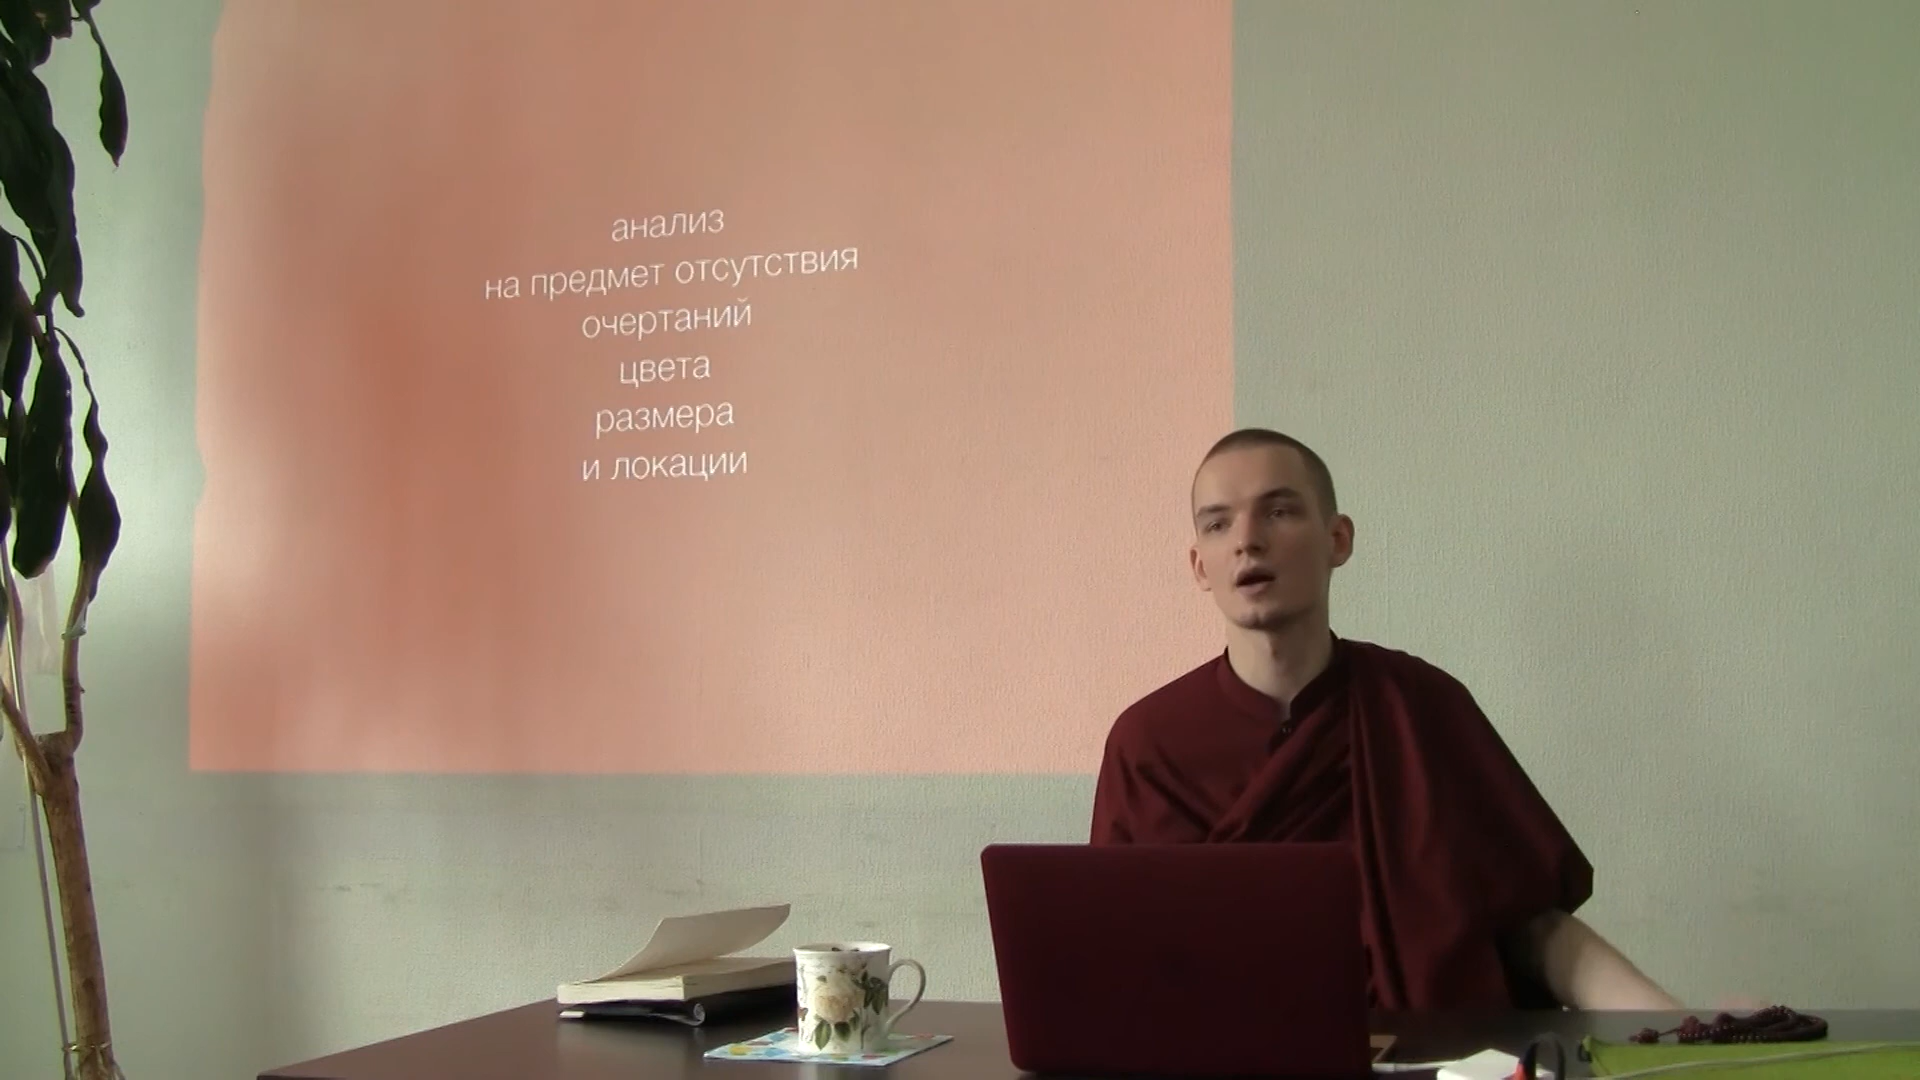 анализ
на предмет отсутствия
очертаний
цвета
размера
и локации